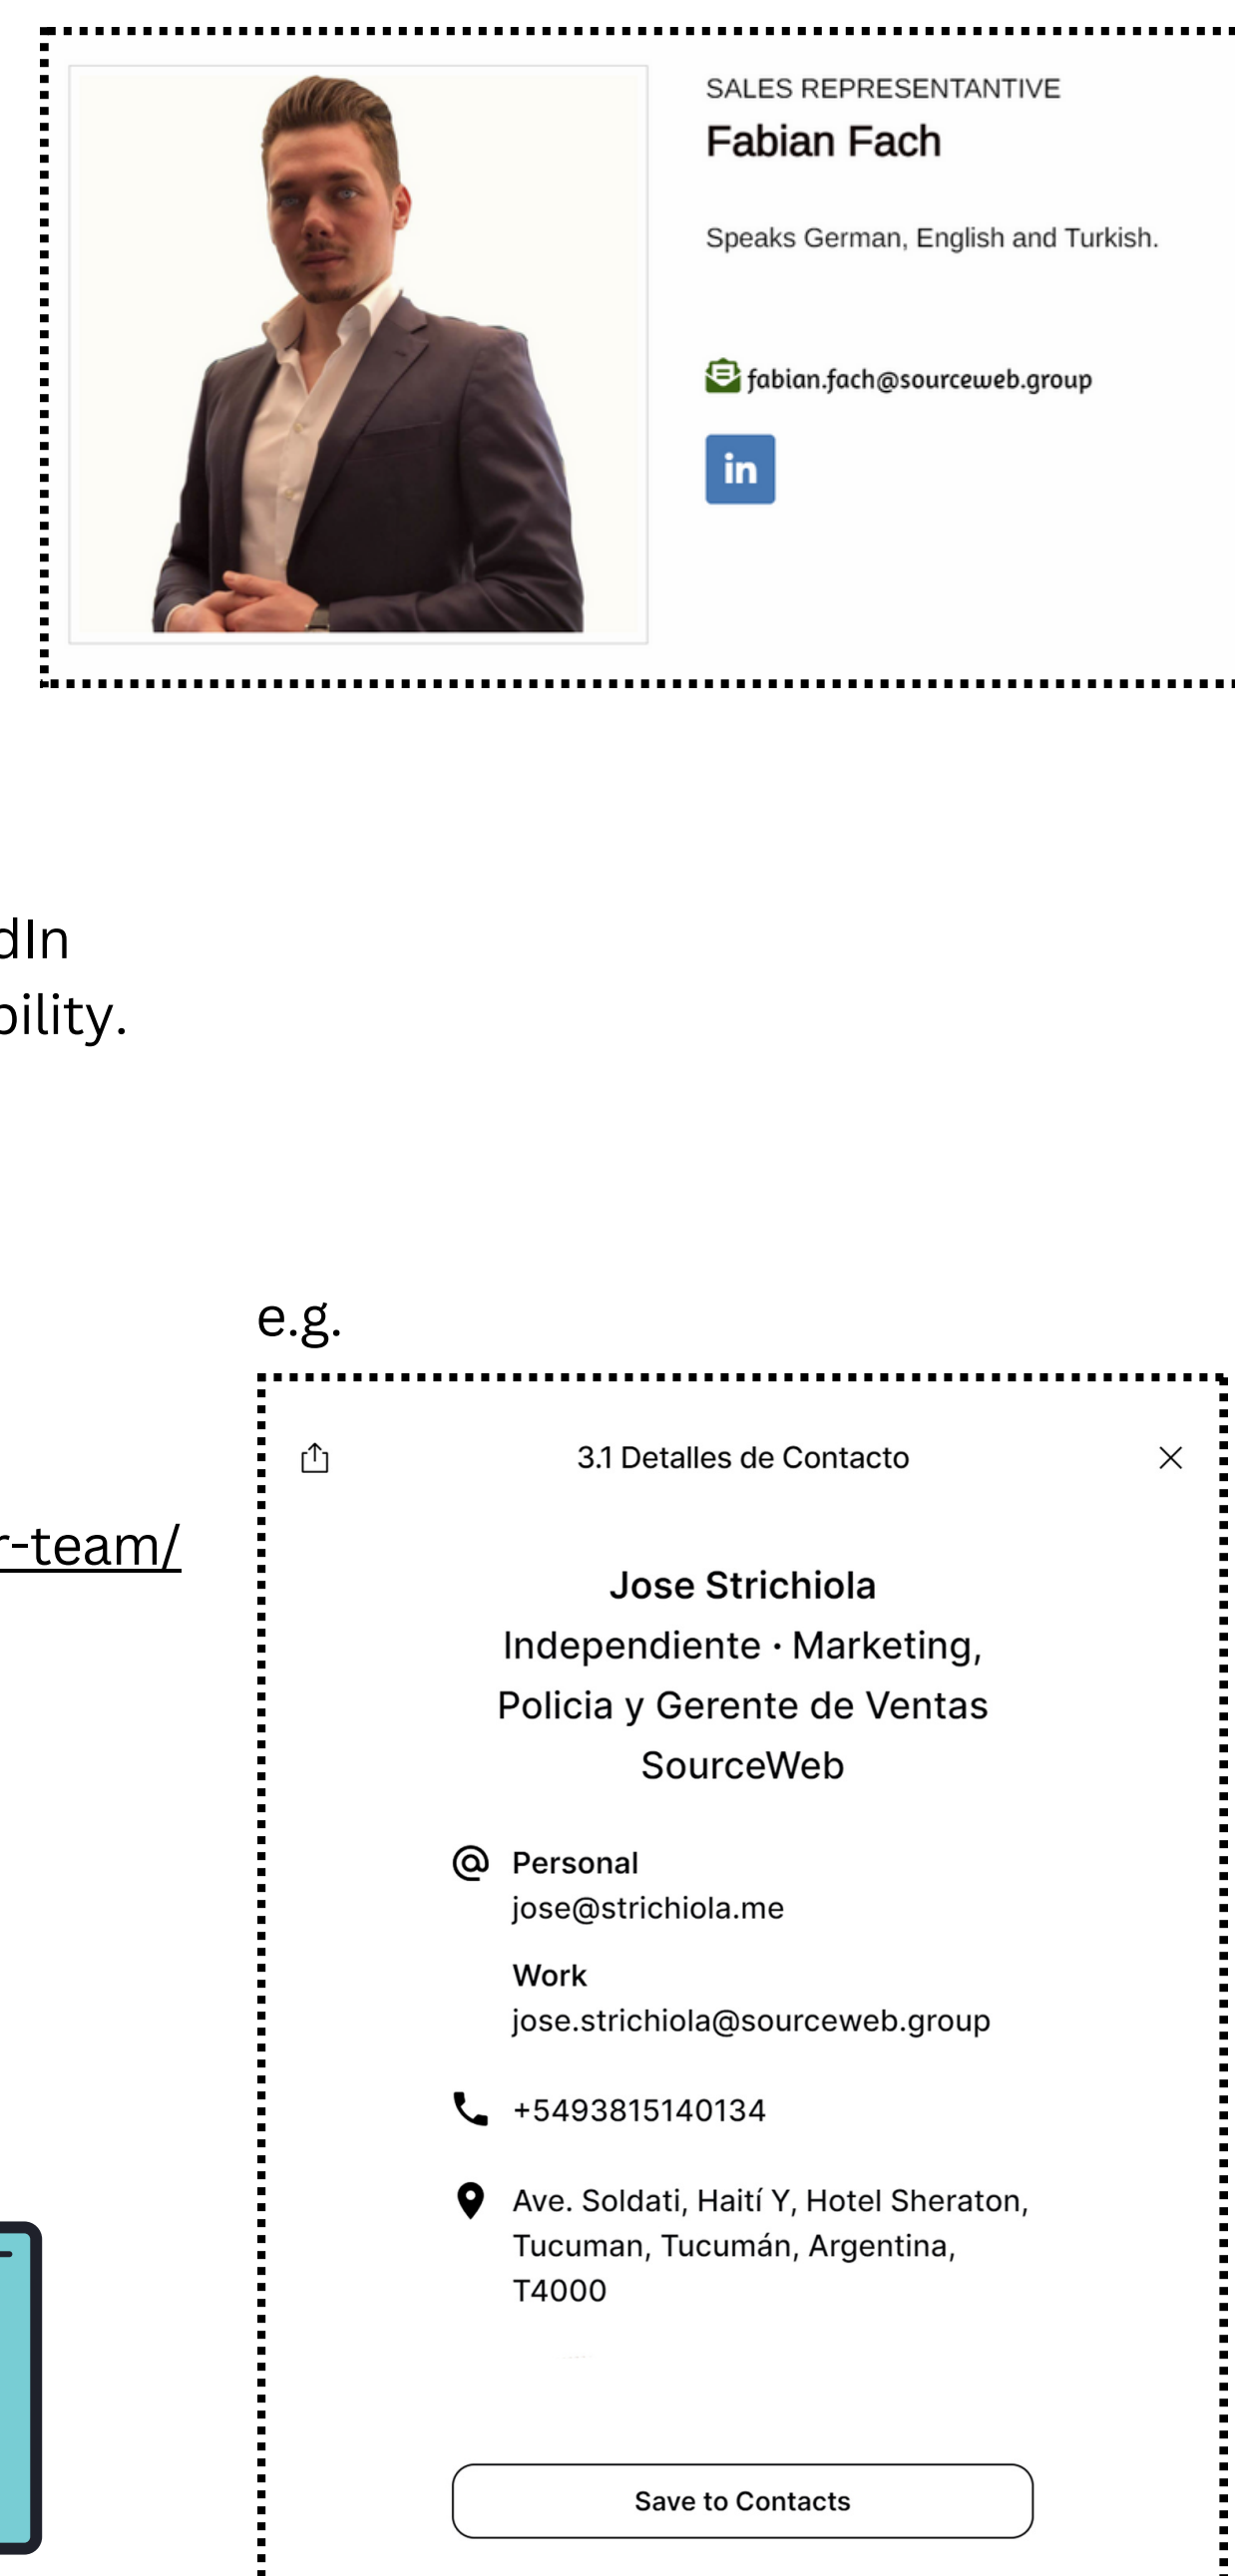 SALES REPRESENTANTIVE
Fabian Fach
Speaks German, English and Turkish.
fabian.fach@sourceweb.group
in
dIn
bility.
e.g.
3.1 Detalles de Contacto
r-team/
Jose Strichiola
Independiente · Marketing,
Policia y Gerente de Ventas
SourceWeb
Personal
jose@strichiola.me
Work
jose.strichiola@sourceweb.group
+5493815140134
Ave. Soldati, Haití Y, Hotel Sheraton,
Tucuman, Tucumán, Argentina,
T4000
Save to Contacts